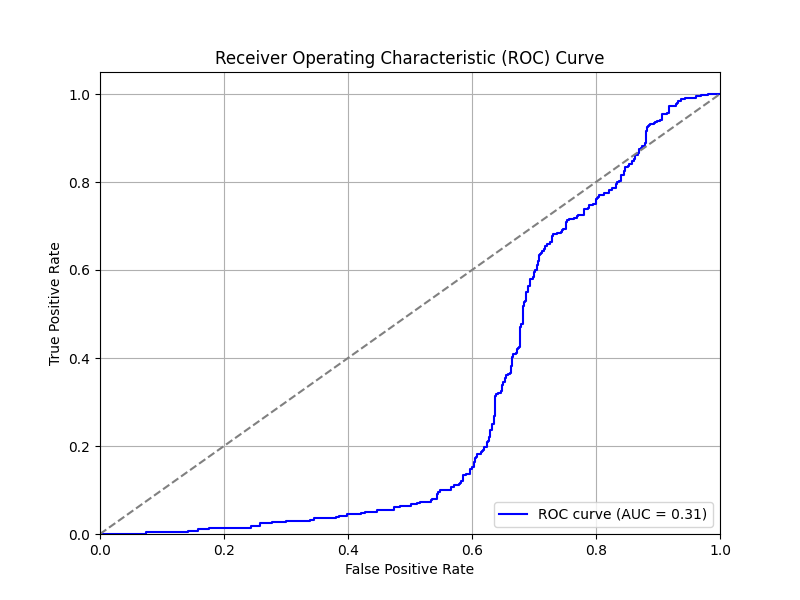 Receiver Operating Characteristic (ROC) Curve
True Positive Rate
1.0
0.8
0.6
0.4
0.2
0.0
ROC curve (AUC = 0.31)
0.0 0.2 0.4 0.6 0.8 1.0
False Positive Rate